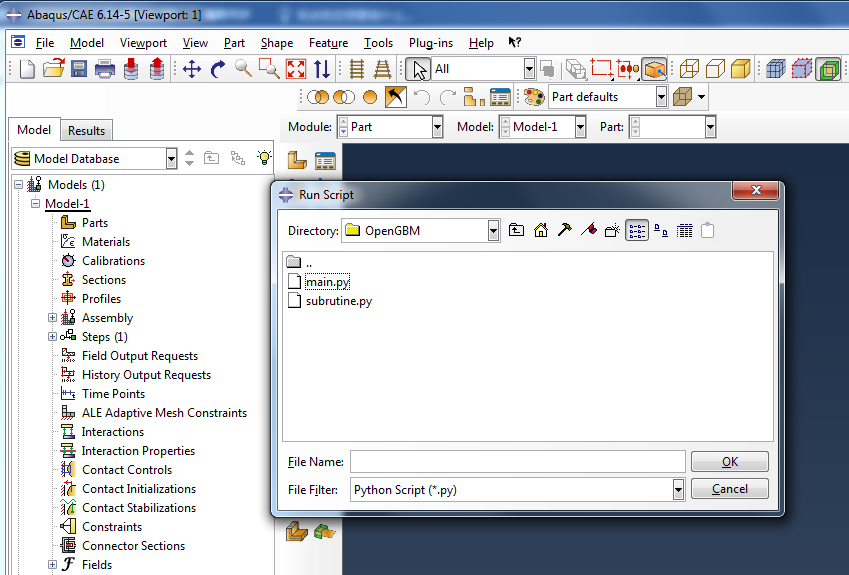 Abaqus/CAE 6.14-5 [Viewport: 1]
File Model Viewport View Part Shape Feature Tools Plug-ins Help
All
Part defaults
Model Results
Module: Part Model: Model-1 Part:
Model Database
Models (1)
Model-1
Parts
Materials
Calibrations
Sections
Profiles
Assembly
Steps (1)
Field Output Requests
History Output Requests
Time Points
ALE Adaptive Mesh Constraints
Interactions
Interaction Properties
Contact Controls
Contact Initializations
Contact Stabilizations
Constraints
Connector Sections
Fields
Run Script
Directory: OpenGBM
..
main.py
subrutine.py
File Name: OK
File Filter: Python Script (*.py) Cancel